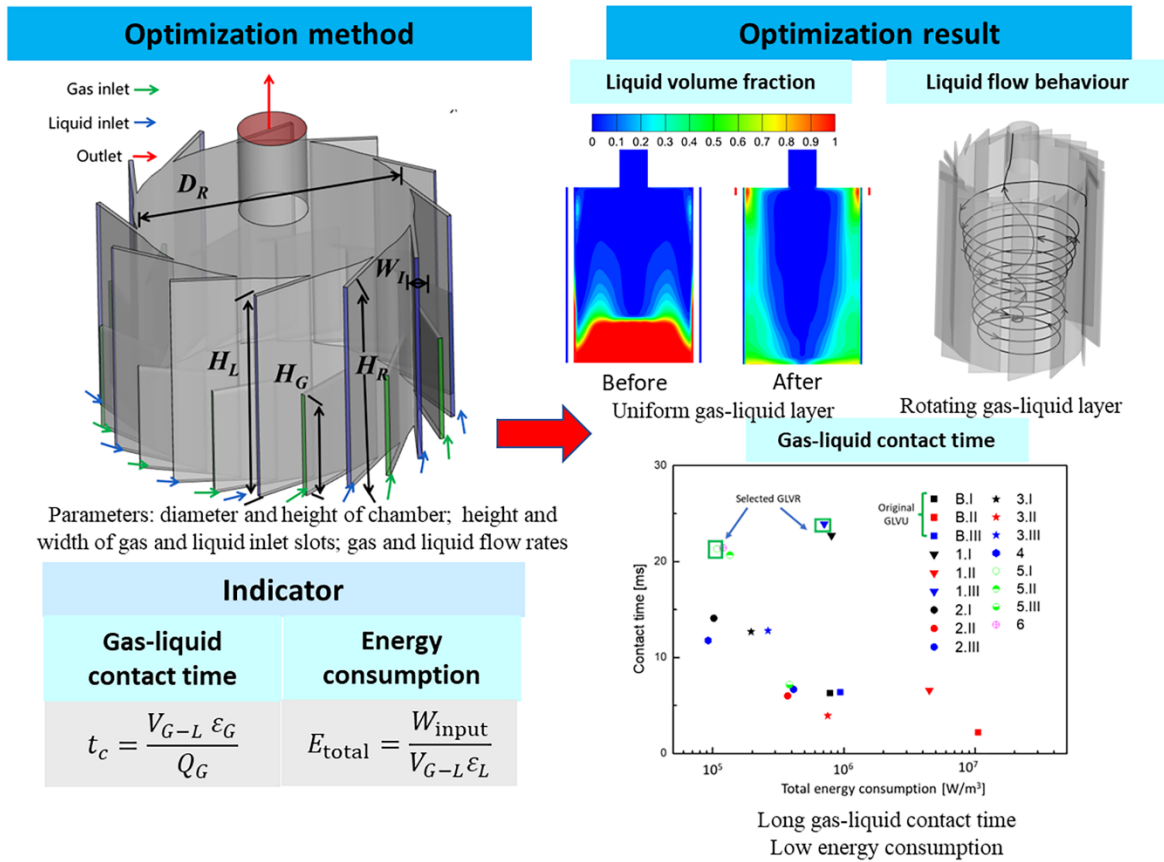 Optimization method
Gas inlet
Liquid inlet
Outlet
D_R
W_I
H_L
H_G
H_R
Parameters: diameter and height of chamber; height and
width of gas and liquid inlet slots; gas and liquid flow rates
Indicator
Gas-liquid
contact time
Energy
consumption
t_c = V_{G-L} ε_G / Q_G
E_total = W_input / V_{G-L}ε_L
Optimization result
Liquid volume fraction
Liquid flow behaviour
0 0.1 0.2 0.3 0.4 0.5 0.6 0.7 0.8 0.9 1
Before
After
Uniform gas-liquid layer
Rotating gas-liquid layer
Gas-liquid contact time
30
20
10
0
Contact time [ms]
Selected GLVR
Original
GLVU
B.I
B.II
B.III
1.I
1.II
1.III
2.I
2.II
2.III
3.I
3.II
3.III
4
5.I
5.II
5.III
6
10⁵
10⁶
10⁷
Total energy consumption [W/m³]
Long gas-liquid contact time
Low energy consumption